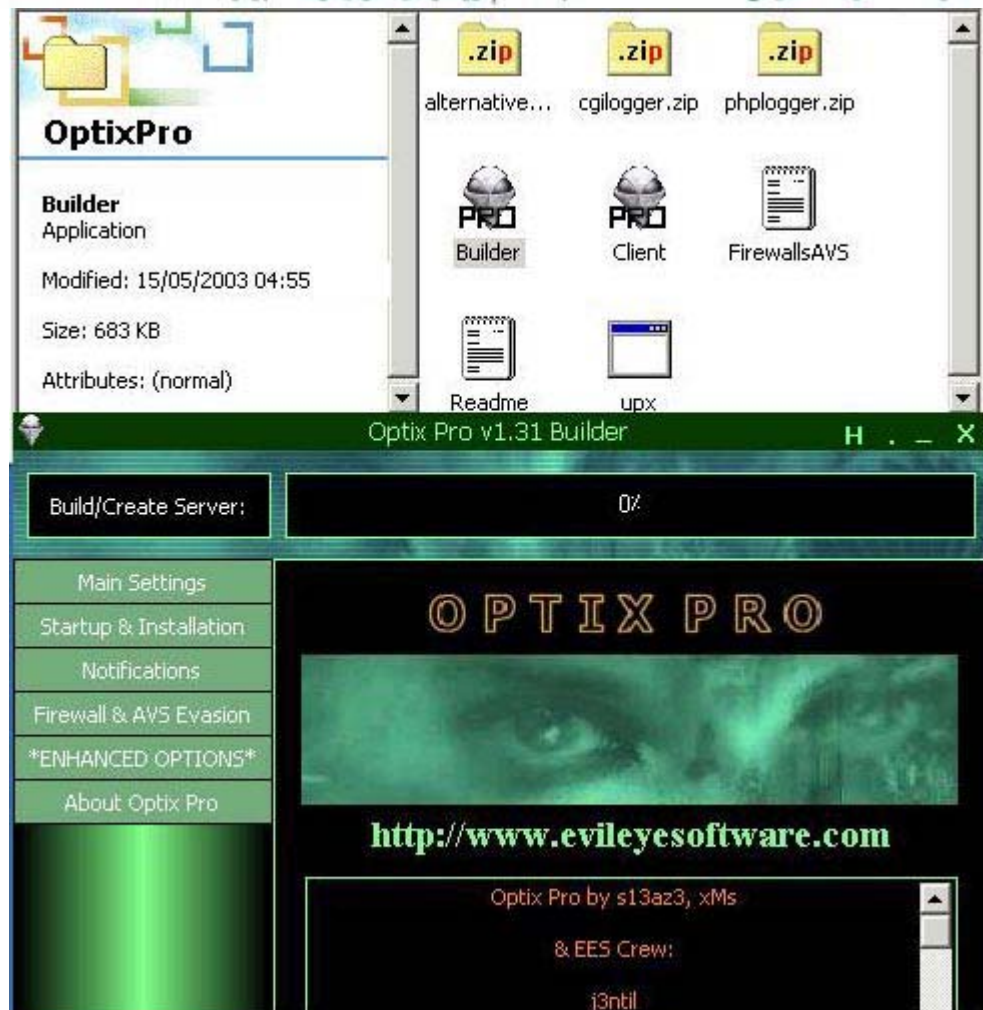 .zip .zip .zip
alternative... cgilogger.zip phplogger.zip
OptixPro
Builder
Application
Modified: 15/05/2003 04:55
Size: 683 KB
Attributes: (normal)
PRO PRO
Builder Client FirewallsAVS
Readme upx
Optix Pro v1.31 Builder H . _ X
Build/Create Server: 0%
Main Settings
Startup & Installation
Notifications
Firewall & AVS Evasion
*ENHANCED OPTIONS*
About Optix Pro
OPTIX PRO
http://www.evileyesoftware.com
Optix Pro by s13az3, xMs
& EES Crew:
j3ntil